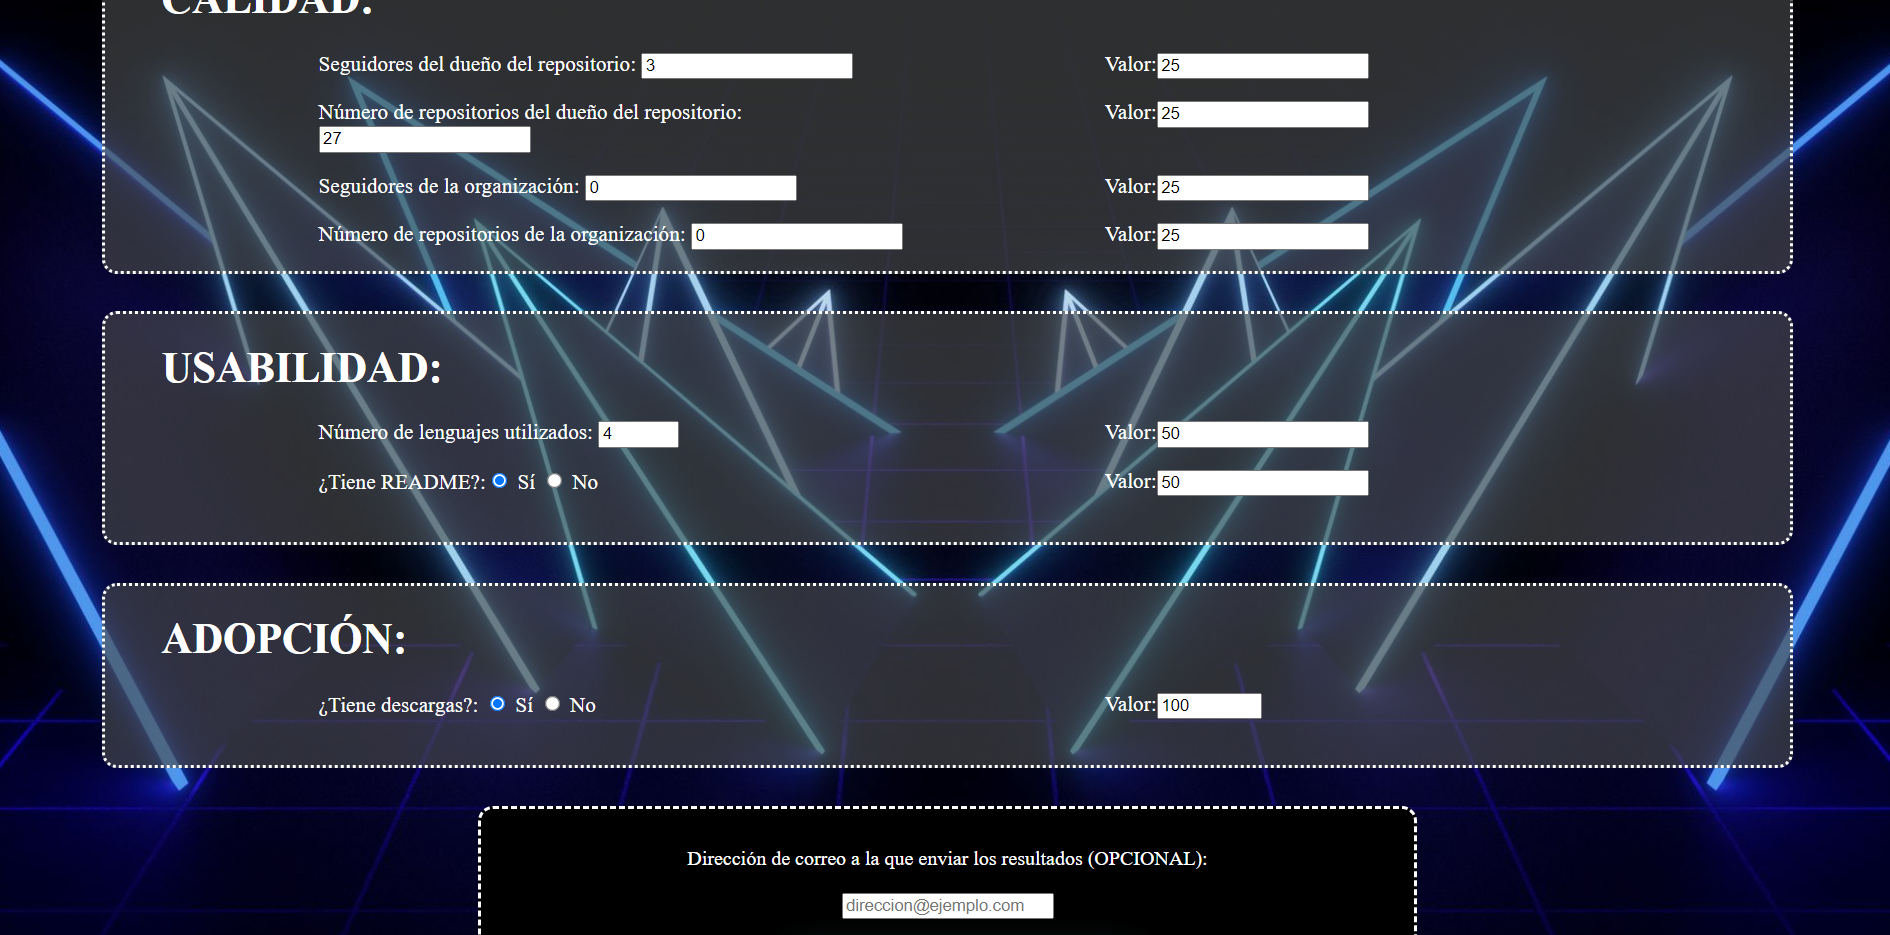 CALIDAD:
Seguidores del dueño del repositorio: 3 Valor: 25
Número de repositorios del dueño del repositorio: Valor: 25
27
Seguidores de la organización: 0 Valor: 25
Número de repositorios de la organización: 0 Valor: 25
USABILIDAD:
Número de lenguajes utilizados: 4 Valor: 50
¿Tiene README?: Sí No Valor: 50
ADOPCIÓN:
¿Tiene descargas?: Sí No Valor: 100
Dirección de correo a la que enviar los resultados (OPCIONAL):
direccion@ejemplo.com